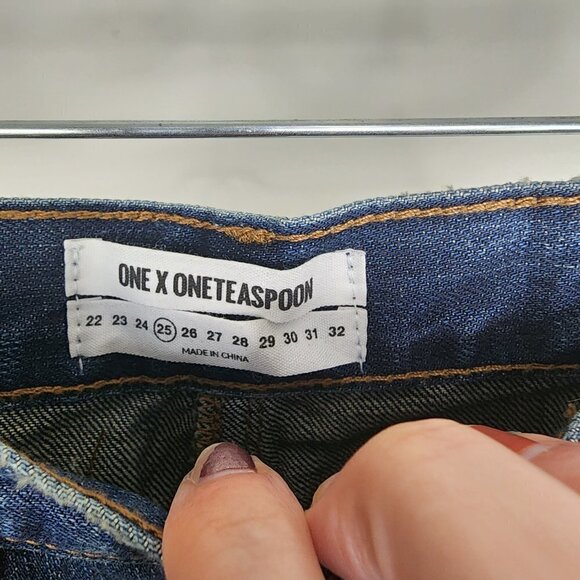 ONE X ONETEASPOON
22 23 24 25 26 27 28 29 30 31 32
MADE IN CHINA